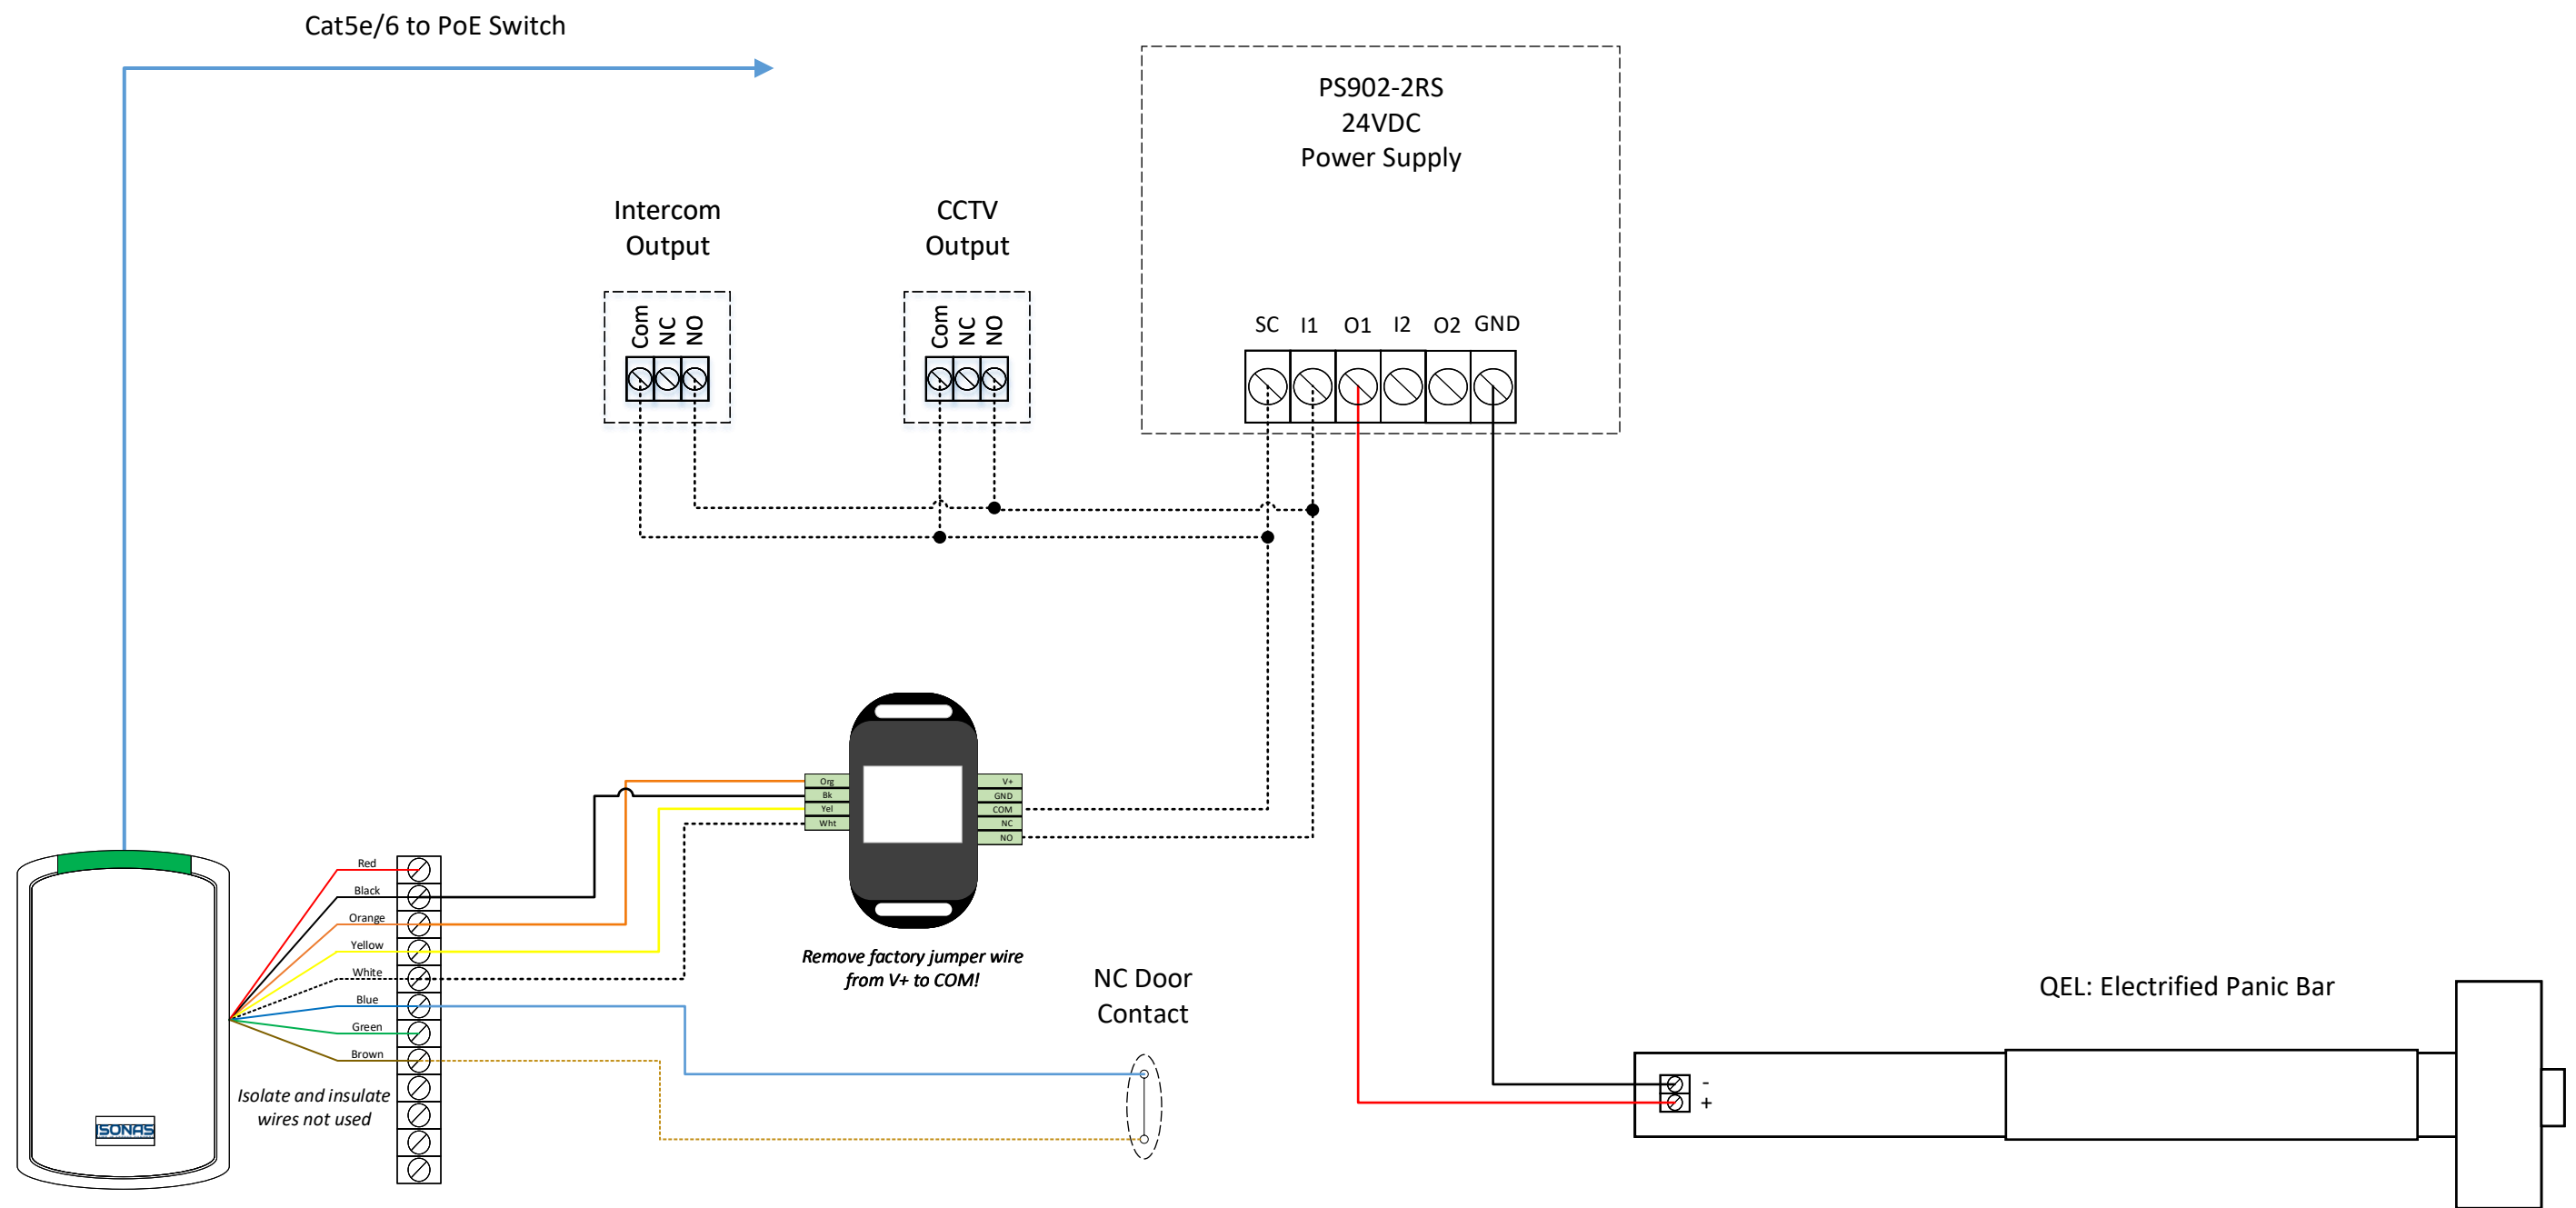 Cat5e/6 to PoE Switch
PS902-2RS
24VDC
Power Supply
Intercom
Output
CCTV
Output
Com
NC
NO
Com
NC
NO
SC I1 O1 I2 O2 GND
Org
Bk
Yel
Wht
V+
GND
COM
NC
NO
Remove factory jumper wire
from V+ to COM!
Red
Black
Orange
Yellow
White
Blue
Green
Brown
Isolate and insulate
wires not used
ISONAS
NC Door
Contact
QEL: Electrified Panic Bar
-
+